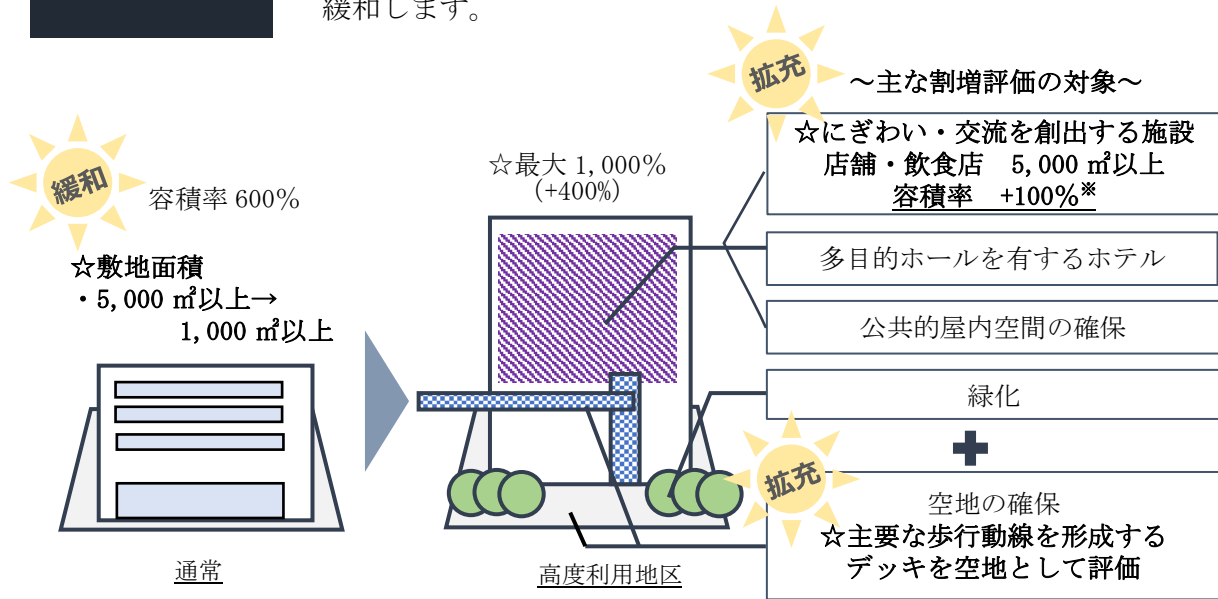 緩和します。
拡充
～主な割増評価の対象～
☆にぎわい・交流を創出する施設
店舗・飲食店 5,000 ㎡以上
容積率 +100%※
多目的ホールを有するホテル
公共的屋内空間の確保
緑化
拡充
空地の確保
☆主要な歩行動線を形成する
デッキを空地として評価
緩和
容積率 600％
☆敷地面積
・5,000 ㎡以上→
1,000 ㎡以上
通常
☆最大 1,000％
(+400%)
高度利用地区